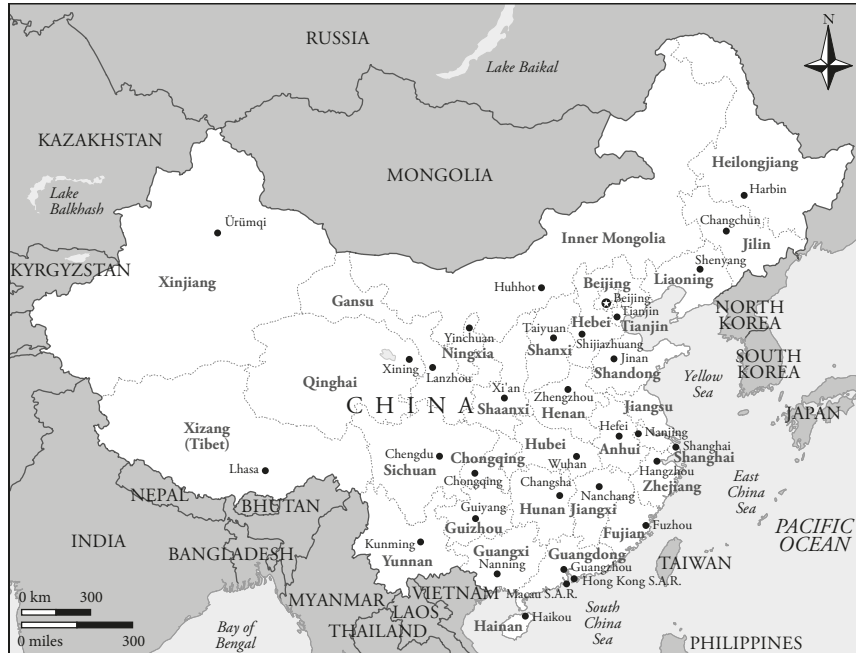 RUSSIA
N
Lake Baikal
KAZAKHSTAN
Heilongjiang
MONGOLIA
Harbin
Lake
Balkhash
Ürümqi
Changchun
Inner Mongolia
Jilin
Shenyang
KYRGYZSTAN
Xinjiang
Liaoning
Beijing
Huhhot
Gansu
Beijing
NORTH
KOREA
Tianjin
Hebei
Tianjin
Taiyuan
Yinchuan
Shijiazhuang
Ningxia
Shanxi
SOUTH
KOREA
Jinan
Xining
Lanzhou
Shandong
Yellow
Sea
Qinghai
Xi'an
Zhengzhou
CHINA
Shaanxi
Henan
Jiangsu
JAPAN
Xizang
(Tibet)
Hefei
Nanjing
Hubei
Anhui
Shanghai
Shanghai
Chengdu
Chongqing
Lhasa
Sichuan
Wuhan
Hangzhou
East
China
Sea
Chongqing
Changsha
Zhejiang
NEPAL
Nanchang
BHUTAN
Guiyang
Hunan
Jiangxi
Guizhou
Fujian
Fuzhou
PACIFIC
OCEAN
INDIA
Kunming
BANGLADESH
Guangxi
Guangdong
Yunnan
Nanning
Guangzhou
TAIWAN
Hong Kong S.A.R.
0 km 300
MYANMAR
VIETNAM
Macau S.A.R.
LAOS
South
China
Sea
Haikou
0 miles 300
Bay of
Bengal
THAILAND
Hainan
PHILIPPINES